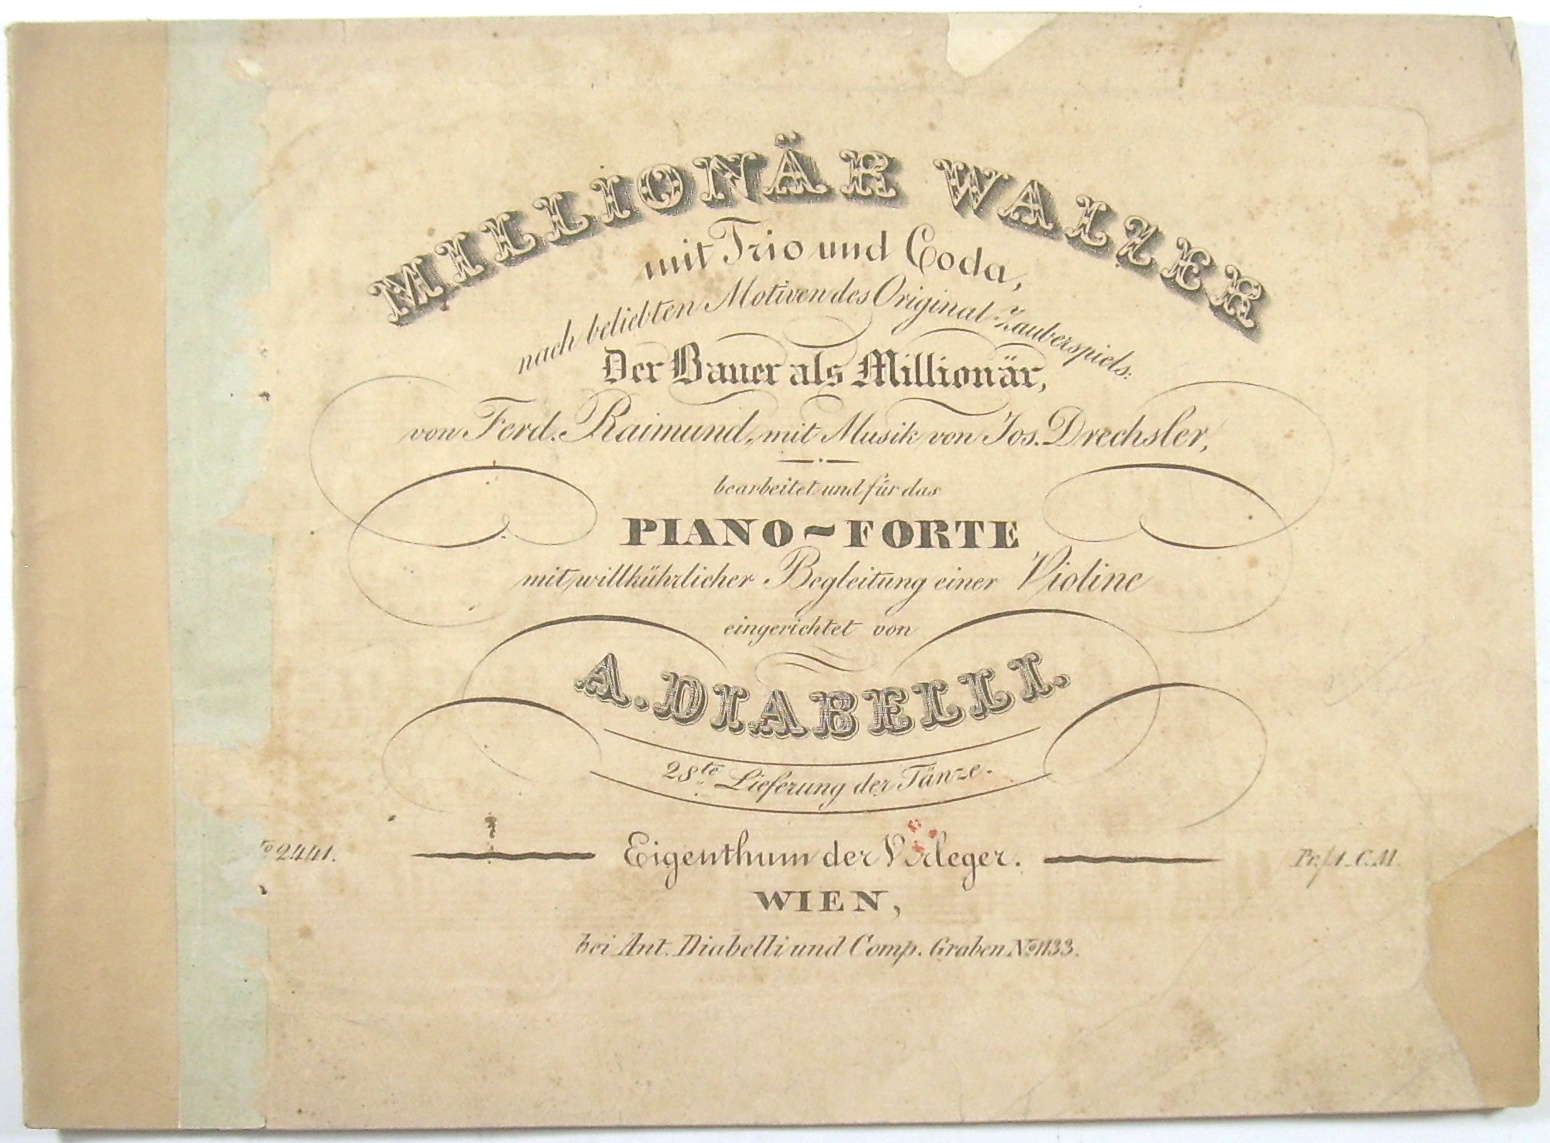 MILLIONÄR WALZER
mit Trio und Coda,
nach beliebten Motiven des Original-Zauberspiels:
Der Bauer als Millionär,
von Ferd. Raimund, mit Musik von Jos. Drechsler,
bearbeitet und für das
PIANO~FORTE
mit willkührlicher Begleitung einer Violine
eingerichtet von
A. DIABELLI.
28te Lieferung der Tänze.
to 2441. Eigenthum der Verleger. Pr. f 1_C.M.
WIEN,
bei Ant. Diabelli und Comp. Graben No 1133.